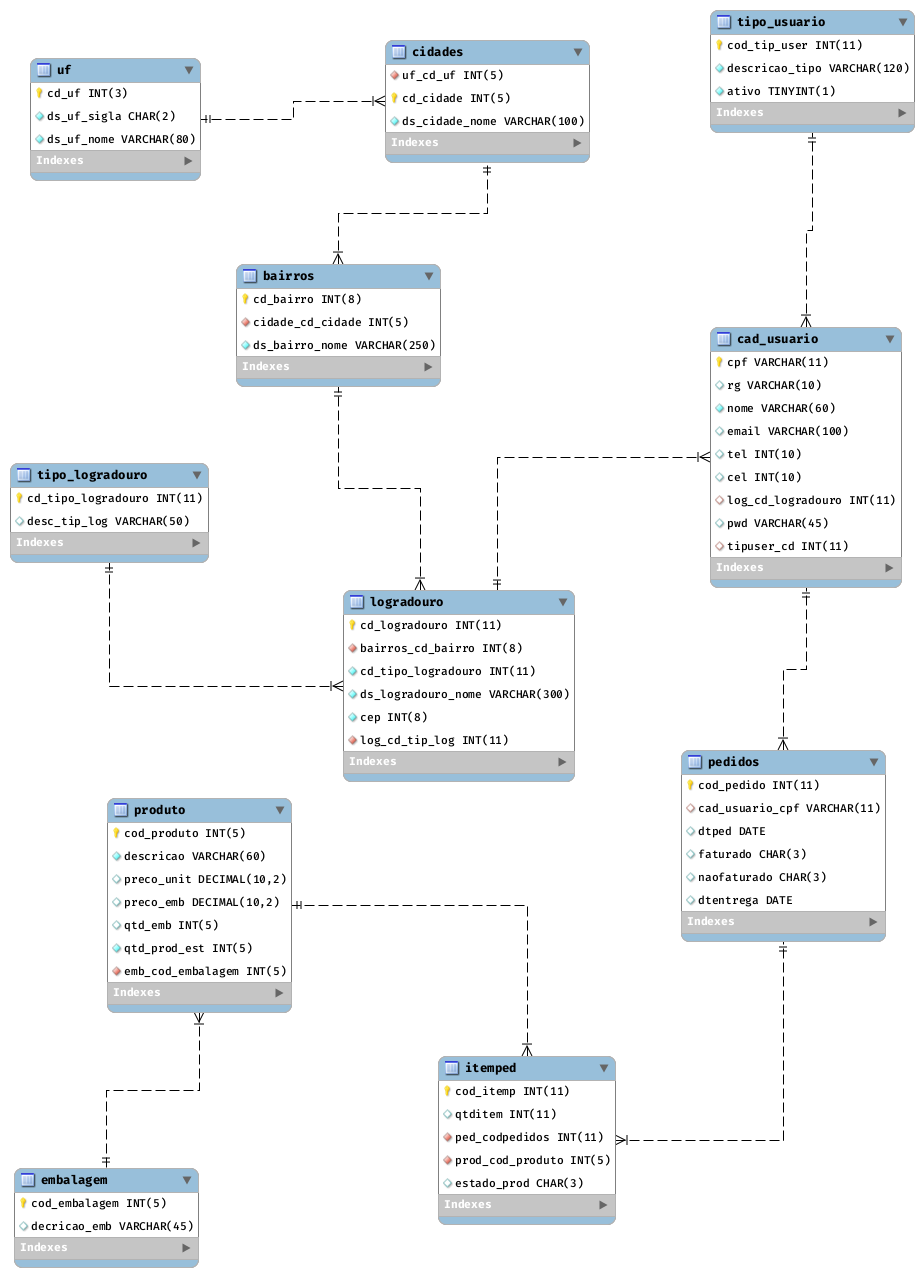 uf
cd_uf INT(3)
ds_uf_sigla CHAR(2)
ds_uf_nome VARCHAR(80)
Indexes
cidades
uf_cd_uf INT(5)
cd_cidade INT(5)
ds_cidade_nome VARCHAR(100)
Indexes
tipo_usuario
cod_tip_user INT(11)
descricao_tipo VARCHAR(120)
ativo TINYINT(1)
Indexes
bairros
cd_bairro INT(8)
cidade_cd_cidade INT(5)
ds_bairro_nome VARCHAR(250)
Indexes
cad_usuario
cpf VARCHAR(11)
rg VARCHAR(10)
nome VARCHAR(60)
email VARCHAR(100)
tel INT(10)
cel INT(10)
log_cd_logradouro INT(11)
pwd VARCHAR(45)
tipuser_cd INT(11)
Indexes
tipo_logradouro
cd_tipo_logradouro INT(11)
desc_tip_log VARCHAR(50)
Indexes
logradouro
cd_logradouro INT(11)
bairros_cd_bairro INT(8)
cd_tipo_logradouro INT(11)
ds_logradouro_nome VARCHAR(300)
cep INT(8)
log_cd_tip_log INT(11)
Indexes
pedidos
cod_pedido INT(11)
cad_usuario_cpf VARCHAR(11)
dtped DATE
faturado CHAR(3)
naofaturado CHAR(3)
dtentrega DATE
Indexes
produto
cod_produto INT(5)
descricao VARCHAR(60)
preco_unit DECIMAL(10,2)
preco_emb DECIMAL(10,2)
qtd_emb INT(5)
qtd_prod_est INT(5)
emb_cod_embalagem INT(5)
Indexes
itemped
cod_itemp INT(11)
qtditem INT(11)
ped_codpedidos INT(11)
prod_cod_produto INT(5)
estado_prod CHAR(3)
Indexes
embalagem
cod_embalagem INT(5)
decricao_emb VARCHAR(45)
Indexes